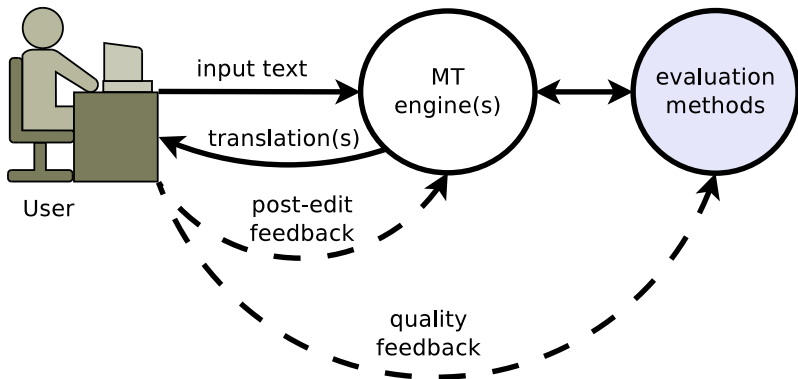 input text
MT
engine(s)
evaluation
methods
translation(s)
User
post-edit
feedback
quality
feedback